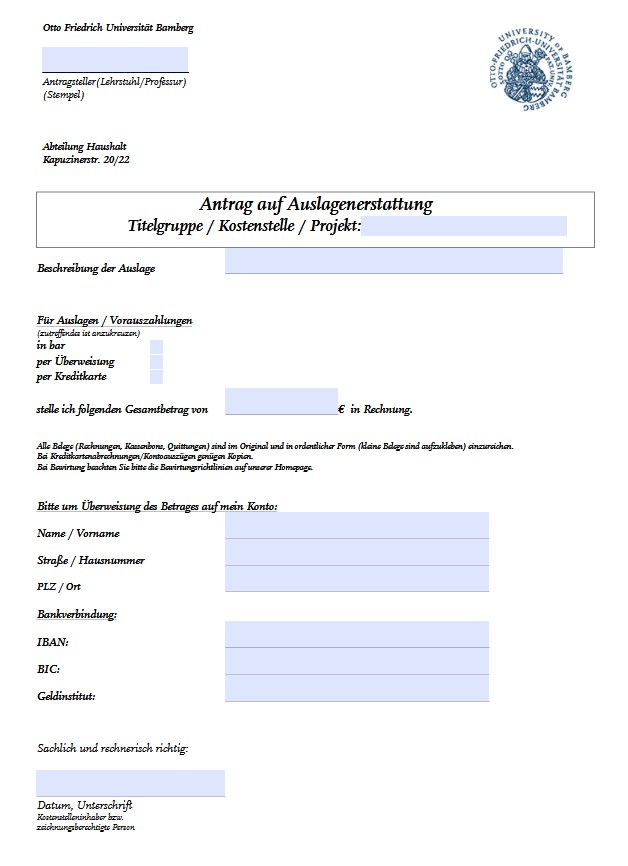 Otto Friedrich Universität Bamberg
UNIVERSITY OF BAMBERG
OTTO-FRIEDRICH-UNIVERSITÄT BAMBERG
Antragsteller(Lehrstuhl/Professur)
(Stempel)
Abteilung Haushalt
Kapuzinerstr. 20/22
Antrag auf Auslagenerstattung
Titelgruppe / Kostenstelle / Projekt:
Beschreibung der Auslage
Für Auslagen / Vorauszahlungen
(zutreffendes ist anzukreuzen)
in bar
per Überweisung
per Kreditkarte
stelle ich folgenden Gesamtbetrag von € in Rechnung.
Alle Belege (Rechnungen, Kassenbons, Quittungen) sind im Original und in ordentlicher Form (kleine Belege sind aufzukleben) einzureichen.
Bei Kreditkartenabrechnungen/Kontoauszügen genügen Kopien.
Bei Bewirtung beachten Sie bitte die Bewirtungsrichtlinien auf unserer Homepage.
Bitte um Überweisung des Betrages auf mein Konto:
Name / Vorname
Straße / Hausnummer
PLZ / Ort
Bankverbindung:
IBAN:
BIC:
Geldinstitut:
Sachlich und rechnerisch richtig:
Datum, Unterschrift
Kostenstelleninhaber bzw.
zeichnungsberechtigte Person